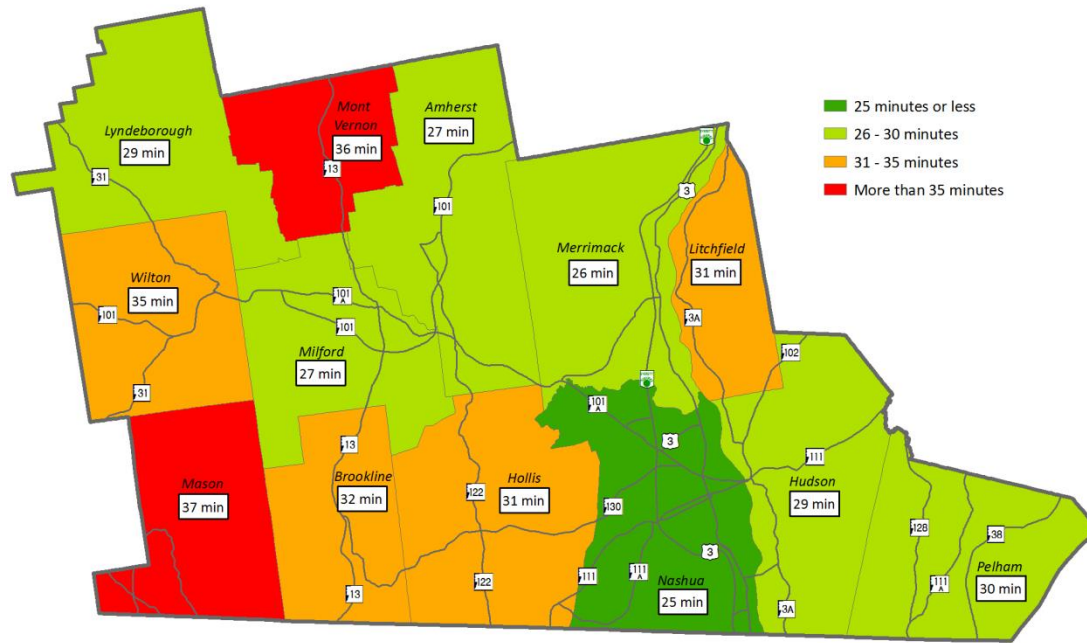 Lyndeborough
29 min
Mont
Vernon
36 min
Amherst
27 min
25 minutes or less
26 - 30 minutes
31 - 35 minutes
More than 35 minutes
31
13
101
3
Wilton
35 min
Merrimack
26 min
Litchfield
31 min
101
101
A
101
3A
102
Milford
27 min
31
101
A
3
13
111
Mason
37 min
Brookline
32 min
Hollis
31 min
122
130
Hudson
29 min
128
38
3
13
122
111
111
A
Nashua
25 min
3A
111
A
Pelham
30 min